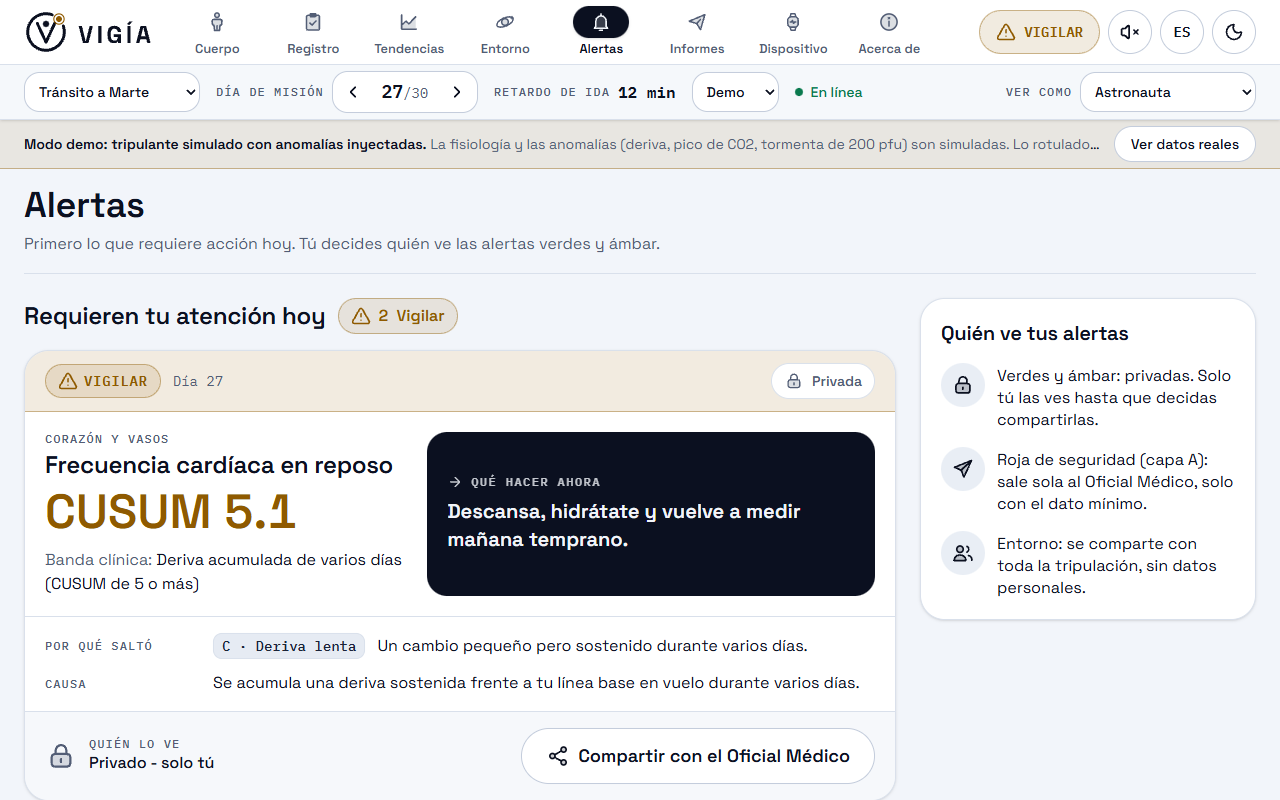 VIGÍA
Cuerpo
Registro
Tendencias
Entorno
Alertas
Informes
Dispositivo
Acerca de
VIGILAR
ES
Tránsito a Marte
DÍA DE MISIÓN
27/30
RETARDO DE IDA 12 min
Demo
En línea
VER COMO
Astronauta
Modo demo: tripulante simulado con anomalías inyectadas. La fisiología y las anomalías (deriva, pico de CO2, tormenta de 200 pfu) son simuladas. Lo rotulado…
Ver datos reales
Alertas
Primero lo que requiere acción hoy. Tú decides quién ve las alertas verdes y ámbar.
Requieren tu atención hoy
2 Vigilar
VIGILAR
Día 27
Privada
CORAZÓN Y VASOS
Frecuencia cardíaca en reposo
CUSUM 5.1
Banda clínica: Deriva acumulada de varios días
(CUSUM de 5 o más)
QUÉ HACER AHORA
Descansa, hidrátate y vuelve a medir
mañana temprano.
POR QUÉ SALTÓ
C · Deriva lenta
Un cambio pequeño pero sostenido durante varios días.
CAUSA
Se acumula una deriva sostenida frente a tu línea base en vuelo durante varios días.
QUIÉN LO VE
Privado - solo tú
Compartir con el Oficial Médico
Quién ve tus alertas
Verdes y ámbar: privadas. Solo
tú las ves hasta que decidas
compartirlas.
Roja de seguridad (capa A):
sale sola al Oficial Médico, solo
con el dato mínimo.
Entorno: se comparte con
toda la tripulación, sin datos
personales.